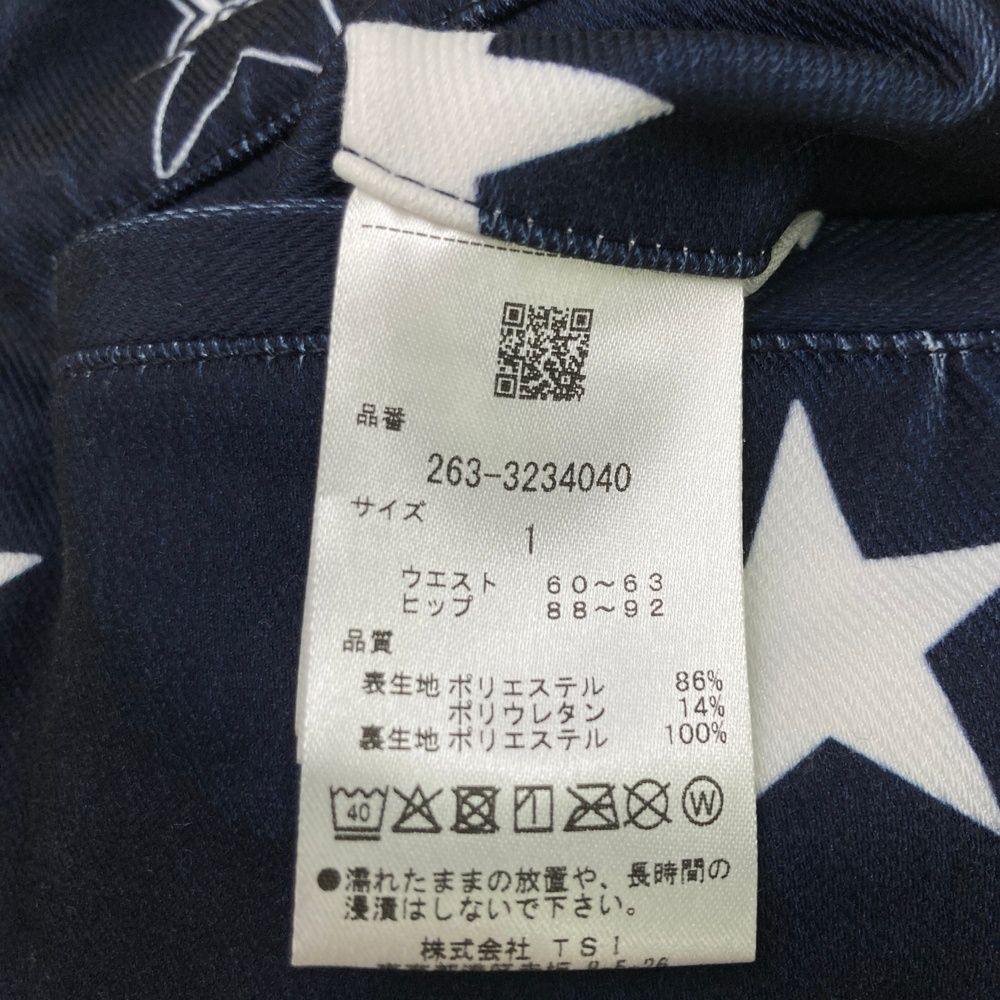 品番
263-3234040
サイズ
1
ウエスト 60~63
ヒップ 88~92
品質
表生地 ポリエステル 86%
ポリウレタン 14%
裏生地 ポリエステル 100%
40 W
●濡れたままの放置や、長時間の
浸漬はしないで下さい。
株式会社 TSI